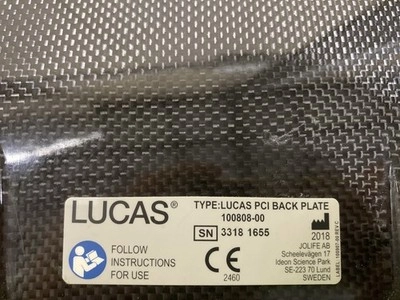 LUCAS®
TYPE:LUCAS PCI BACK PLATE
100808-00
SN 3318 1655
FOLLOW
INSTRUCTIONS
FOR USE
CE
2460
2018
JOLIFE AB
Scheelevägen 17
Ideon Science Park
SE-223 70 Lund
SWEDEN